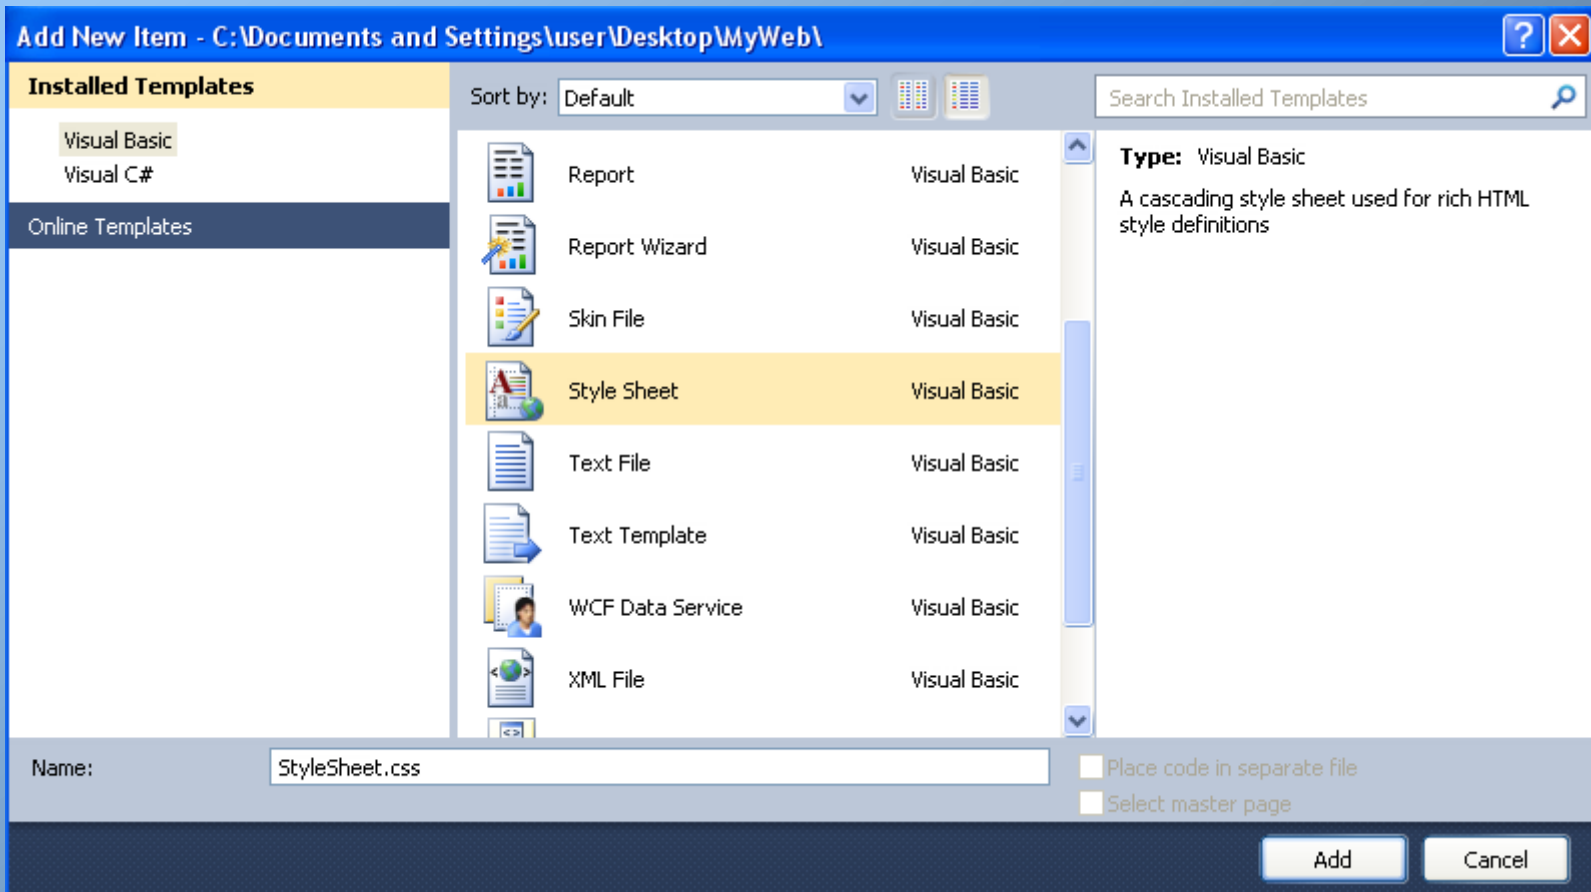 Add New Item - C:\Documents and Settings\user\Desktop\MyWeb\
Installed Templates
Visual Basic
Visual C#
Online Templates
Sort by: Default
Search Installed Templates
Report Visual Basic
Report Wizard Visual Basic
Skin File Visual Basic
Style Sheet Visual Basic
Text File Visual Basic
Text Template Visual Basic
WCF Data Service Visual Basic
XML File Visual Basic
Type: Visual Basic
A cascading style sheet used for rich HTML
style definitions
Name: StyleSheet.css
Place code in separate file
Select master page
Add
Cancel